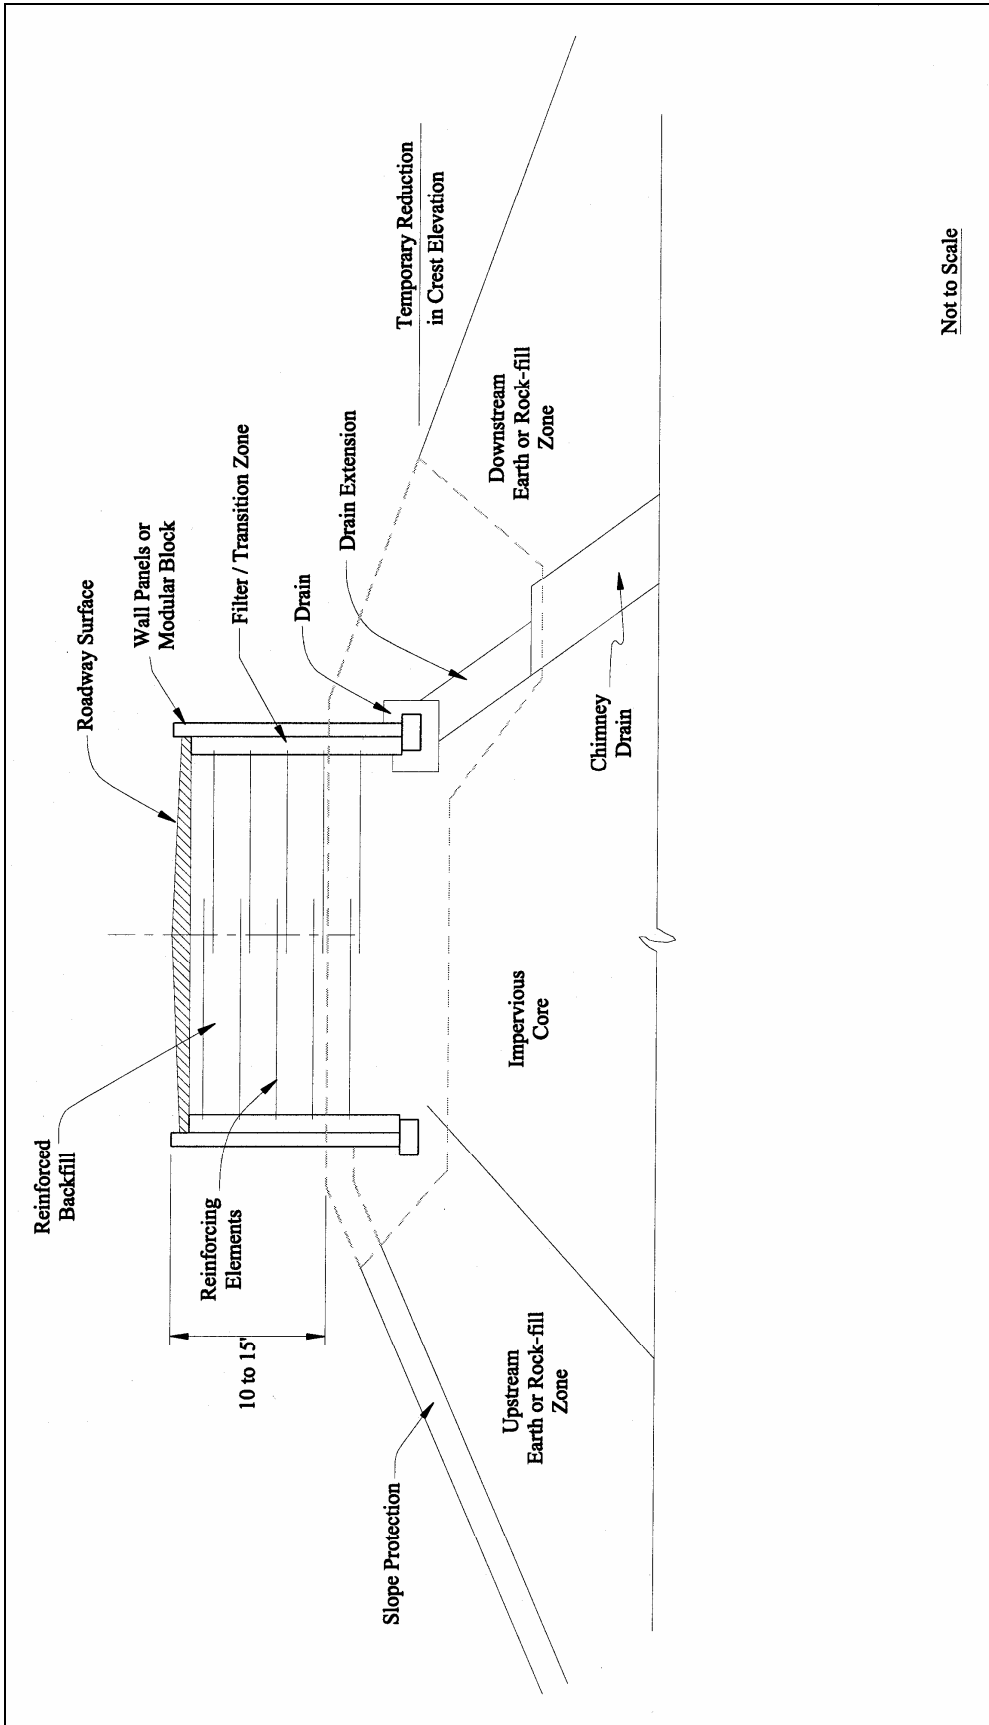 Reinforced
Backfill
Roadway Surface
Wall Panels or
Modular Block
Filter / Transition Zone
Drain
Drain Extension
Temporary Reduction
in Crest Elevation
Reinforcing
Elements
10 to 15'
Slope Protection
Upstream
Earth or Rock-fill
Zone
Impervious
Core
Chimney
Drain
Downstream
Earth or Rock-fill
Zone
Not to Scale